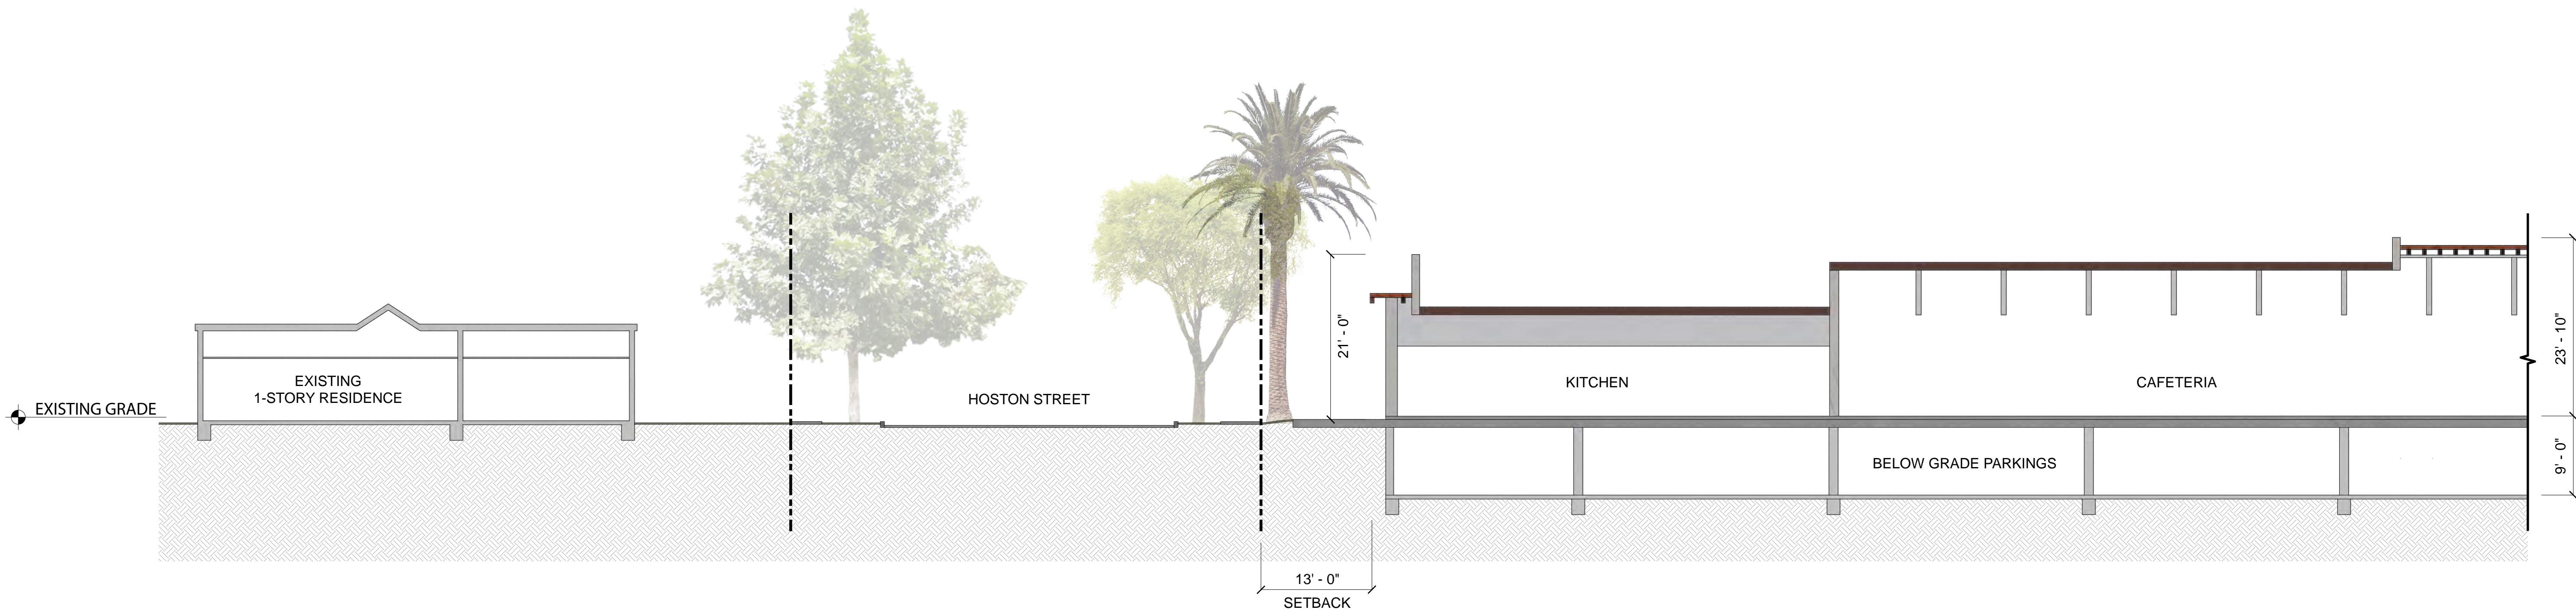 EXISTING GRADE
EXISTING
1-STORY RESIDENCE
HOSTON STREET
21' - 0"
KITCHEN
CAFETERIA
23' - 10"
BELOW GRADE PARKINGS
9' - 0"
13' - 0"
SETBACK